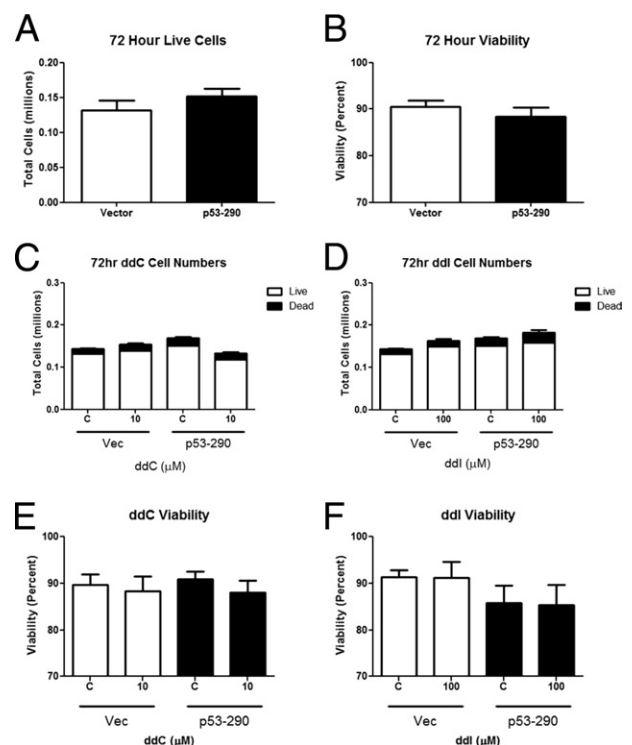 A
72 Hour Live Cells
Total Cells (millions)
0.20
0.15
0.10
0.05
0.00
Vector
p53-290
B
72 Hour Viability
Viability (Percent)
100
90
80
70
Vector
p53-290
C
72hr ddC Cell Numbers
Live
Dead
Total Cells (millions)
0.3
0.2
0.1
0.0
C
10
C
10
Vec
p53-290
ddC (μM)
D
72hr ddI Cell Numbers
Live
Dead
Total Cells (millions)
0.3
0.2
0.1
0.0
C
100
C
100
Vec
p53-290
ddI (μM)
E
ddC Viability
Viability (Percent)
100
90
80
70
C
10
C
10
Vec
p53-290
ddC (μM)
F
ddI Viability
Viability (Percent)
100
90
80
70
C
100
C
100
Vec
p53-290
ddI (μM)